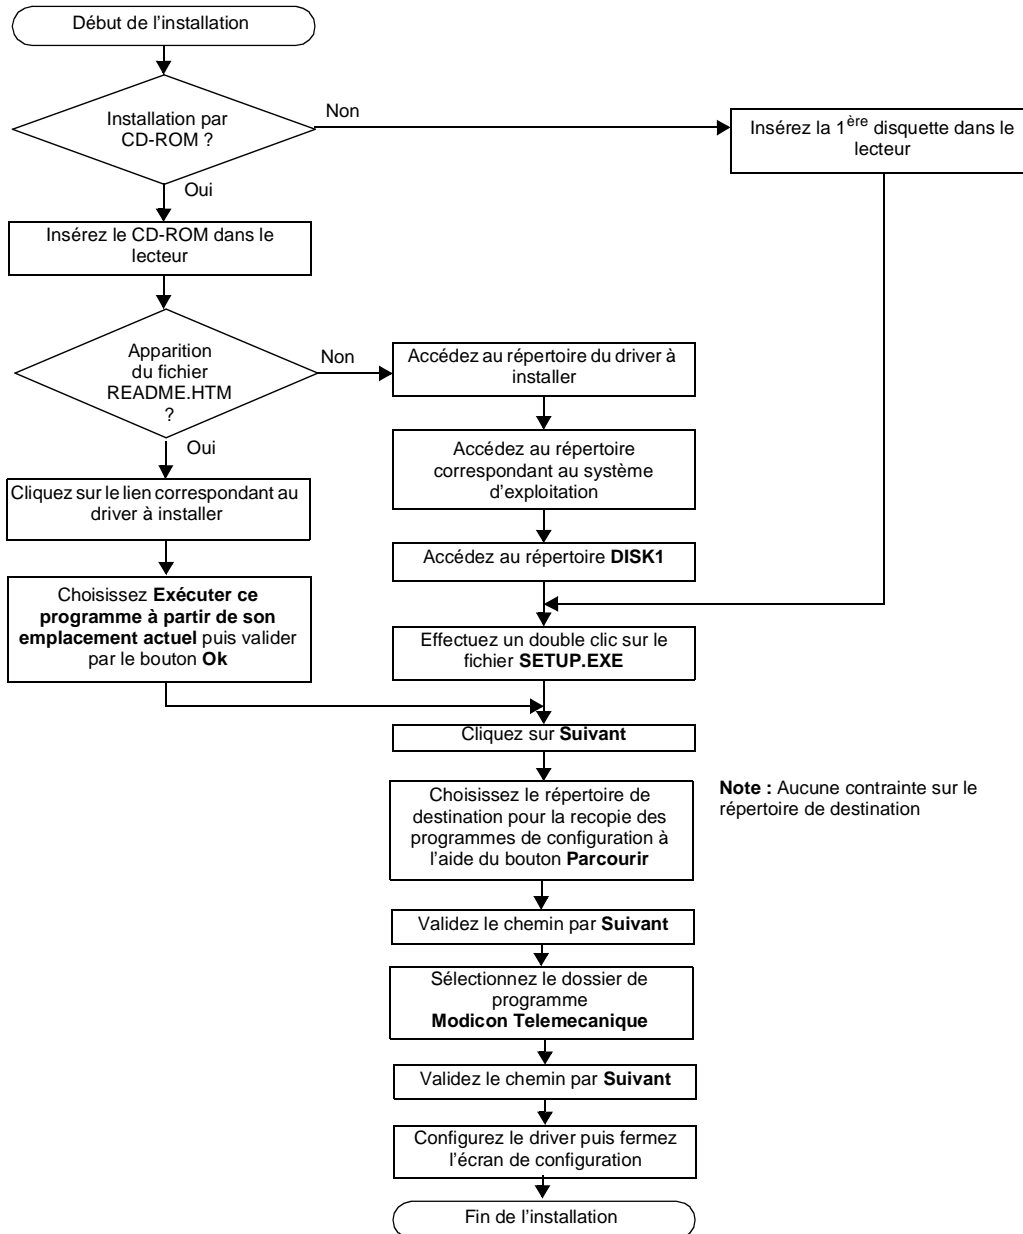 Début de l'installation
Installation par
CD-ROM ?
Non
Insérez la 1ère disquette dans le
lecteur
Oui
Insérez le CD-ROM dans le
lecteur
Apparition
du fichier
README.HTM
?
Non
Accédez au répertoire du driver à
installer
Oui
Accédez au répertoire
correspondant au système
d'exploitation
Cliquez sur le lien correspondant au
driver à installer
Accédez au répertoire DISK1
Choisissez Exécuter ce
programme à partir de son
emplacement actuel puis valider
par le bouton Ok
Effectuez un double clic sur le
fichier SETUP.EXE
Cliquez sur Suivant
Choisissez le répertoire de
destination pour la recopie des
programmes de configuration à
l'aide du bouton Parcourir
Note : Aucune contrainte sur le
répertoire de destination
Validez le chemin par Suivant
Sélectionnez le dossier de
programme
Modicon Telemecanique
Validez le chemin par Suivant
Configurez le driver puis fermez
l'écran de configuration
Fin de l'installation